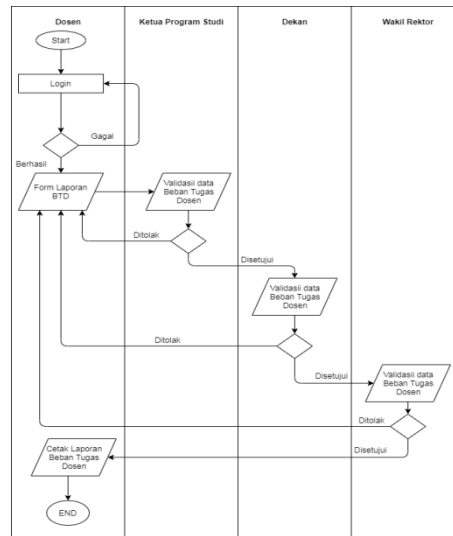 Dosen
Ketua Program Studi
Dekan
Wakil Rektor
Start
Login
Gagal
Berhasil
Form Laporan
BTD
Validasii data
Beban Tugas
Dosen
Ditolak
Disetujui
Validasii data
Beban Tugas
Dosen
Ditolak
Disetujui
Validasii data
Beban Tugas
Dosen
Ditolak
Disetujui
Cetak Laporan
Beban Tugas
Dosen
END